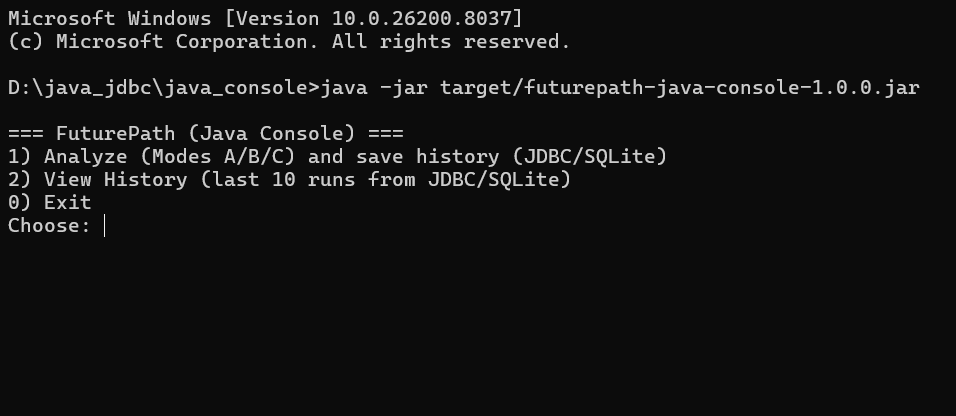 Microsoft Windows [Version 10.0.26200.8037]
(c) Microsoft Corporation. All rights reserved.
D:\java_jdbc\java_console>java -jar target/futurepath-java-console-1.0.0.jar
=== FuturePath (Java Console) ===
1) Analyze (Modes A/B/C) and save history (JDBC/SQLite)
2) View History (last 10 runs from JDBC/SQLite)
0) Exit
Choose: